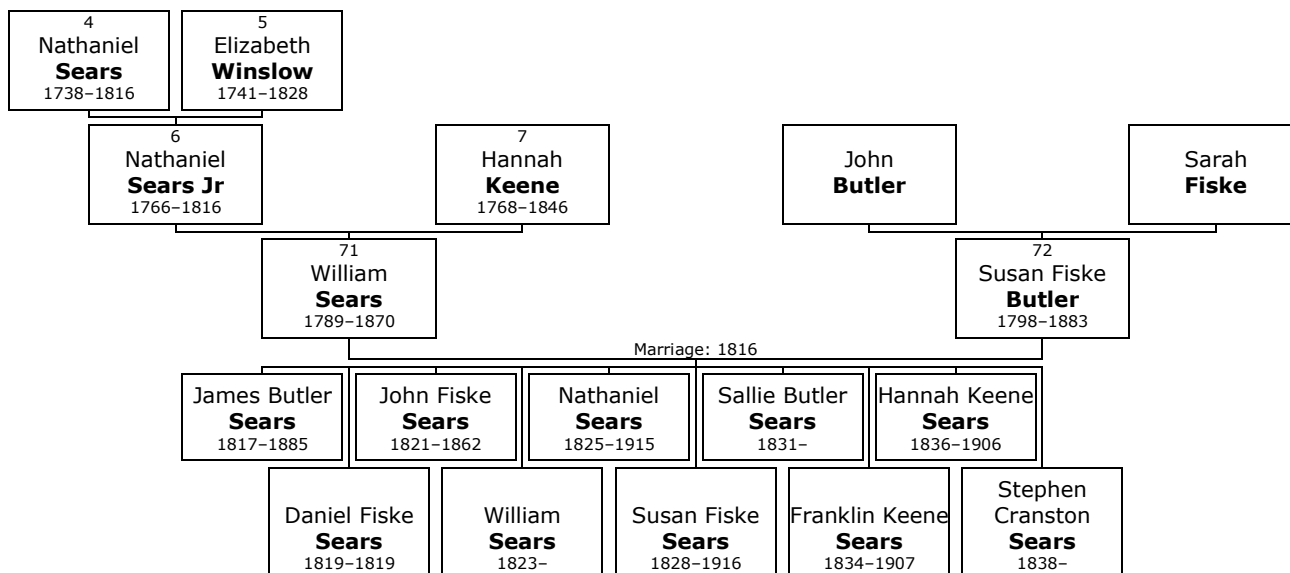 4
Nathaniel
Sears
1738–1816
5
Elizabeth
Winslow
1741–1828
6
Nathaniel
Sears Jr
1766–1816
7
Hannah
Keene
1768–1846
John
Butler
Sarah
Fiske
71
William
Sears
1789–1870
72
Susan Fiske
Butler
1798–1883
Marriage: 1816
James Butler
Sears
1817–1885
John Fiske
Sears
1821–1862
Nathaniel
Sears
1825–1915
Sallie Butler
Sears
1831–
Hannah Keene
Sears
1836–1906
Daniel Fiske
Sears
1819–1819
William
Sears
1823–
Susan Fiske
Sears
1828–1916
Franklin Keene
Sears
1834–1907
Stephen
Cranston
Sears
1838–